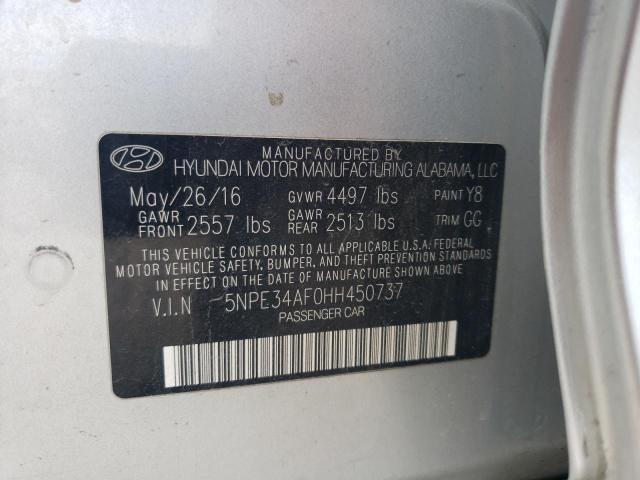 MANUFACTURED BY
HYUNDAI MOTOR MANUFACTURING ALABAMA, LLC
May/26/16 GVWR 4497 lbs PAINT Y8
GAWR FRONT 2557 lbs GAWR REAR 2513 lbs TRIM GG
THIS VEHICLE CONFORMS TO ALL APPLICABLE U.S.A. FEDERAL
MOTOR VEHICLE SAFETY, BUMPER, AND THEFT PREVENTION STANDARDS
IN EFFECT ON THE DATE OF MANUFACTURE SHOWN ABOVE.
V.I.N 5NPE34AF0HH450737
PASSENGER CAR